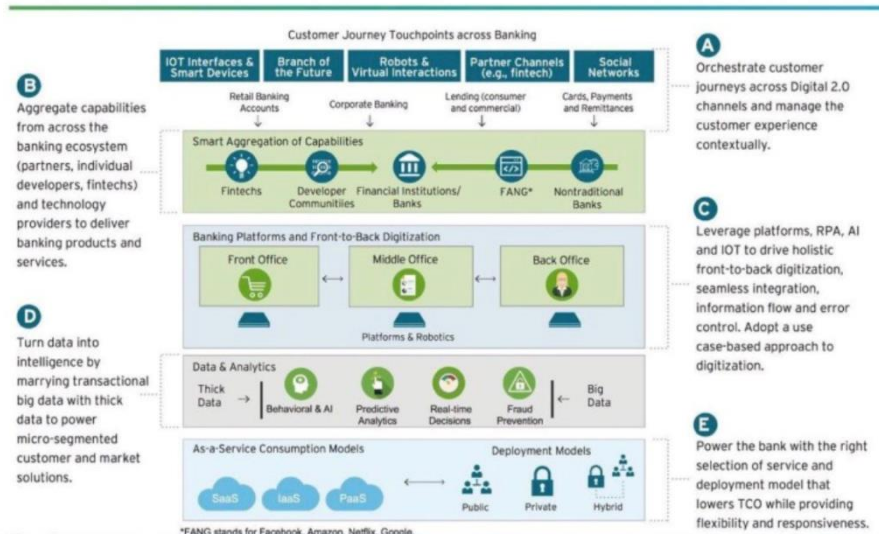 Customer Journey Touchpoints across Banking
IOT Interfaces &
Smart Devices
Branch of
the Future
Robots &
Virtual Interactions
Partner Channels
(e.g., fintech)
Social
Networks
Retail Banking
Accounts
Corporate Banking
Lending (consumer
and commercial)
Cards, Payments
and Remittances
A
Orchestrate customer
journeys across Digital 2.0
channels and manage the
customer experience
contextually.
B
Aggregate capabilities
from across the
banking ecosystem
(partners, individual
developers, fintechs)
and technology
providers to deliver
banking products and
services.
Smart Aggregation of Capabilities
Fintechs
Developer
Communitiies
Financial Institutions/
Banks
FANG*
Nontraditional
Banks
C
Leverage platforms, RPA, AI
and IOT to drive holistic
front-to-back digitization,
seamless integration,
information flow and error
control. Adopt a use
case-based approach to
digitization.
Banking Platforms and Front-to-Back Digitization
Front Office
Middle Office
Back Office
Platforms & Robotics
D
Turn data into
intelligence by
marrying transactional
big data with thick
data to power
micro-segmented
customer and market
solutions.
Data & Analytics
Thick
Data
Behavioral & AI
Predictive
Analytics
Real-time
Decisions
Fraud
Prevention
Big
Data
E
Power the bank with the right
selection of service and
deployment model that
lowers TCO while providing
flexibility and responsiveness.
As-a-Service Consumption Models
SaaS
IaaS
PaaS
Deployment Models
Public
Private
Hybrid
*FANG stands for Facebook, Amazon, Netflix, Google